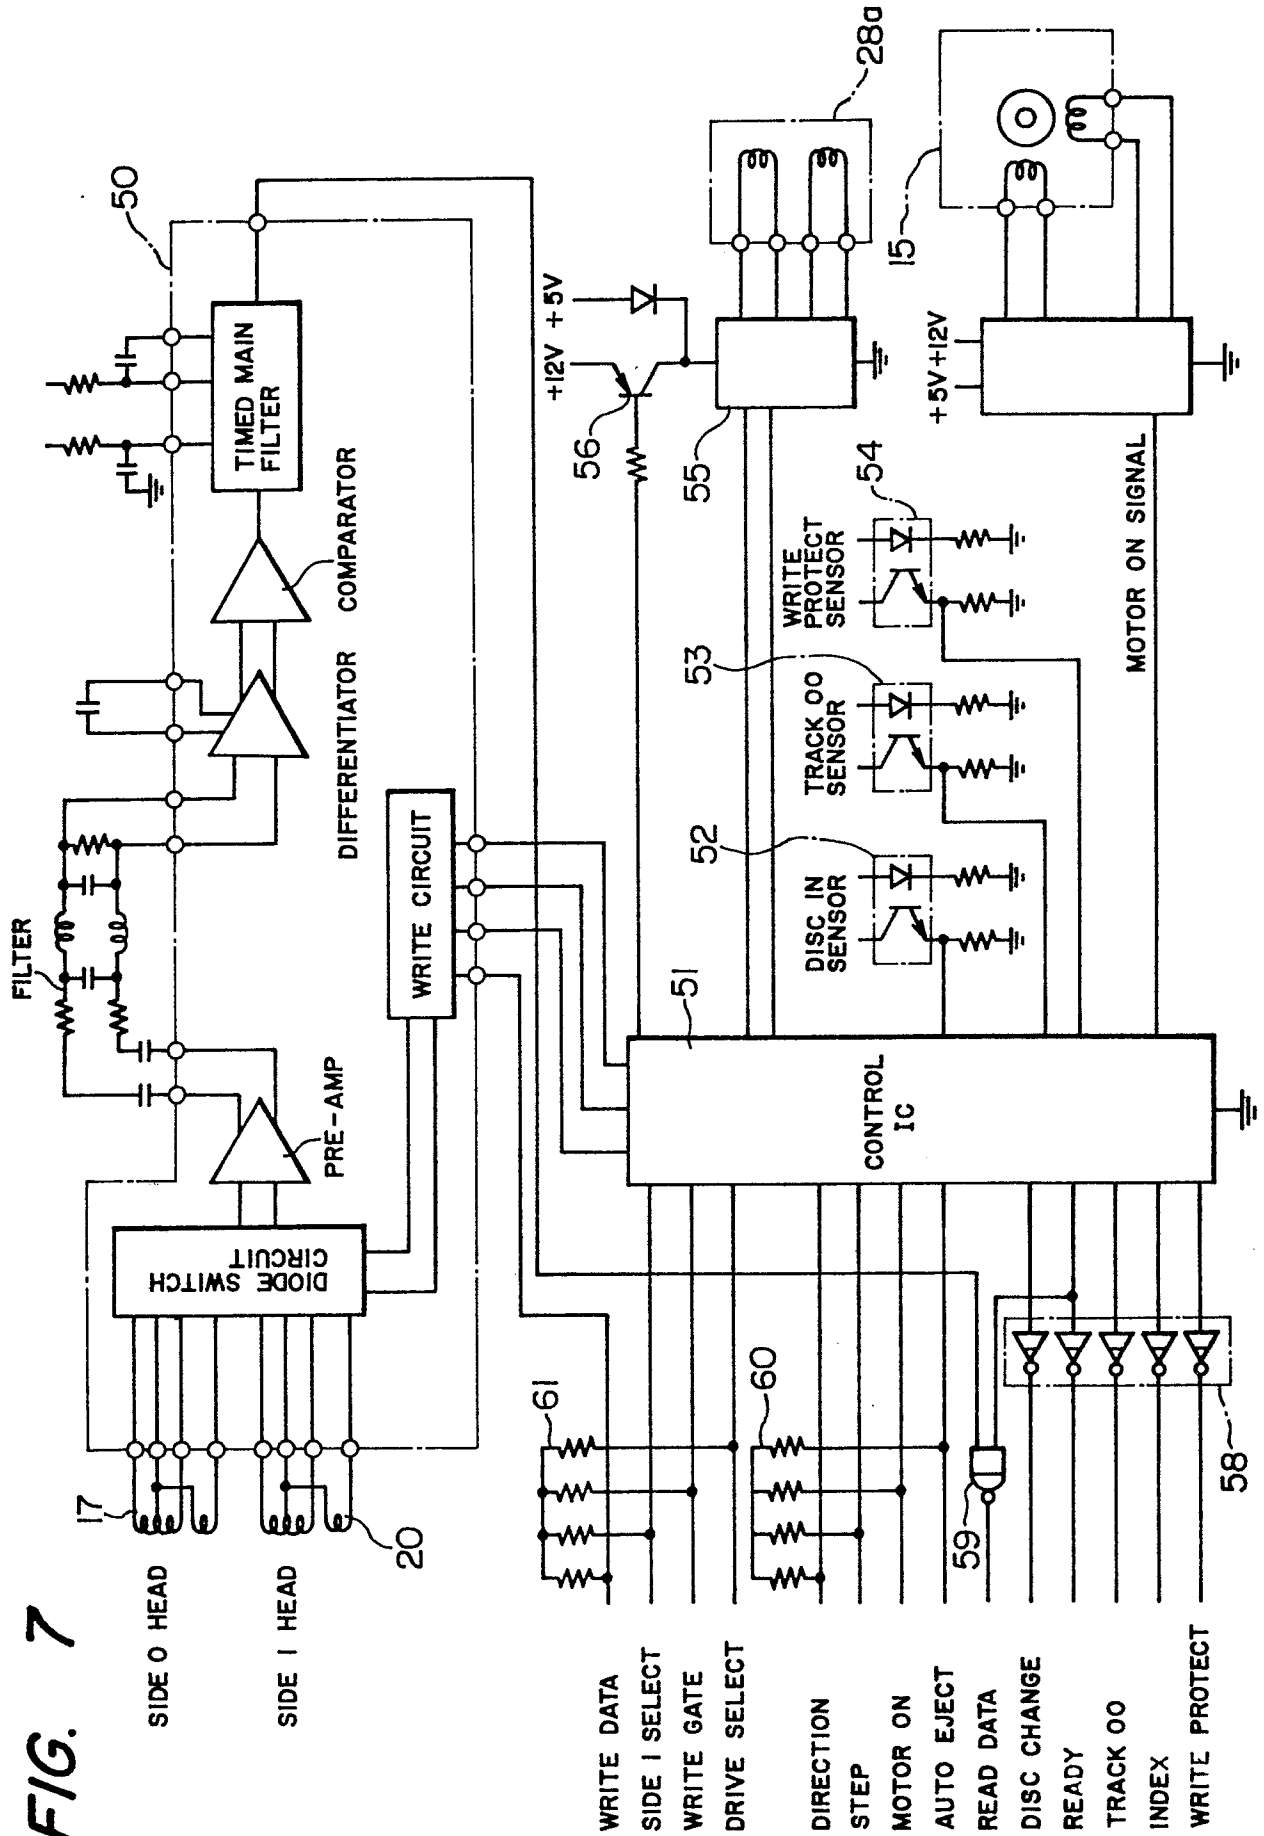 FIG. 7
SIDE 0 HEAD
17
SIDE 1 HEAD
20
DIODE SWITCH
CIRCUIT
PRE-AMP
FILTER
DIFFERENTIATOR
COMPARATOR
TIMED MAIN
FILTER
50
WRITE CIRCUIT
61
60
59
58
WRITE DATA
SIDE 1 SELECT
WRITE GATE
DRIVE SELECT
DIRECTION
STEP
MOTOR ON
AUTO EJECT
READ DATA
DISC CHANGE
READY
TRACK 00
INDEX
WRITE PROTECT
CONTROL
IC
51
DISC IN
SENSOR
52
TRACK 00
SENSOR
53
WRITE
PROTECT
SENSOR
54
55
56
+12V
+5V
28a
MOTOR ON SIGNAL
+5V
+12V
15